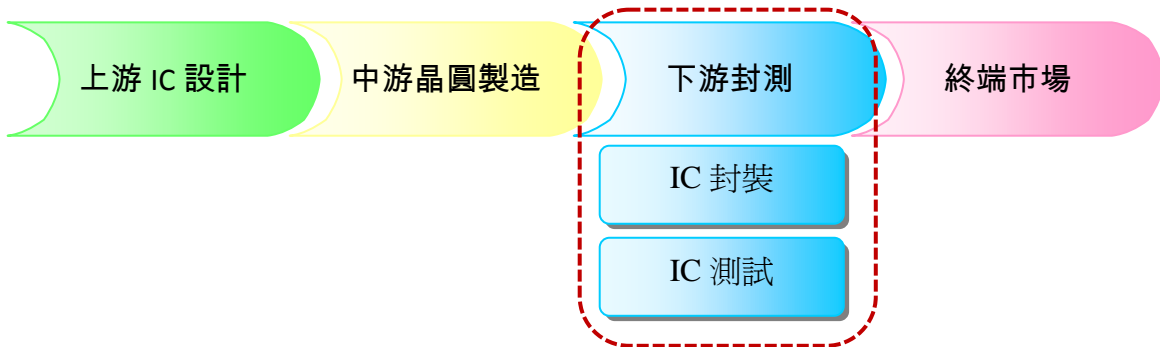 上游 IC 設計
中游晶圓製造
下游封測
終端市場
IC 封裝
IC 測試